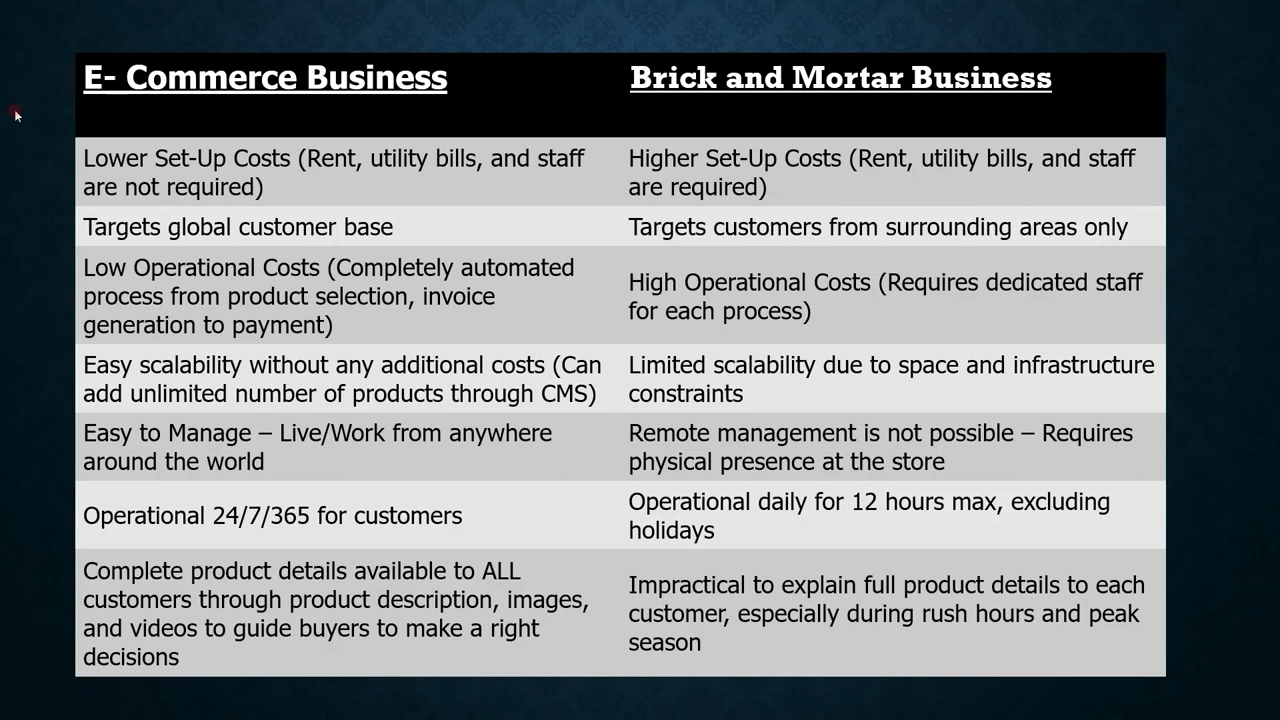 E- Commerce Business
Brick and Mortar Business
Lower Set-Up Costs (Rent, utility bills, and staff
are not required)
Higher Set-Up Costs (Rent, utility bills, and staff
are required)
Targets global customer base
Targets customers from surrounding areas only
Low Operational Costs (Completely automated
process from product selection, invoice
generation to payment)
High Operational Costs (Requires dedicated staff
for each process)
Easy scalability without any additional costs (Can
add unlimited number of products through CMS)
Limited scalability due to space and infrastructure
constraints
Easy to Manage – Live/Work from anywhere
around the world
Remote management is not possible – Requires
physical presence at the store
Operational 24/7/365 for customers
Operational daily for 12 hours max, excluding
holidays
Complete product details available to ALL
customers through product description, images,
and videos to guide buyers to make a right
decisions
Impractical to explain full product details to each
customer, especially during rush hours and peak
season